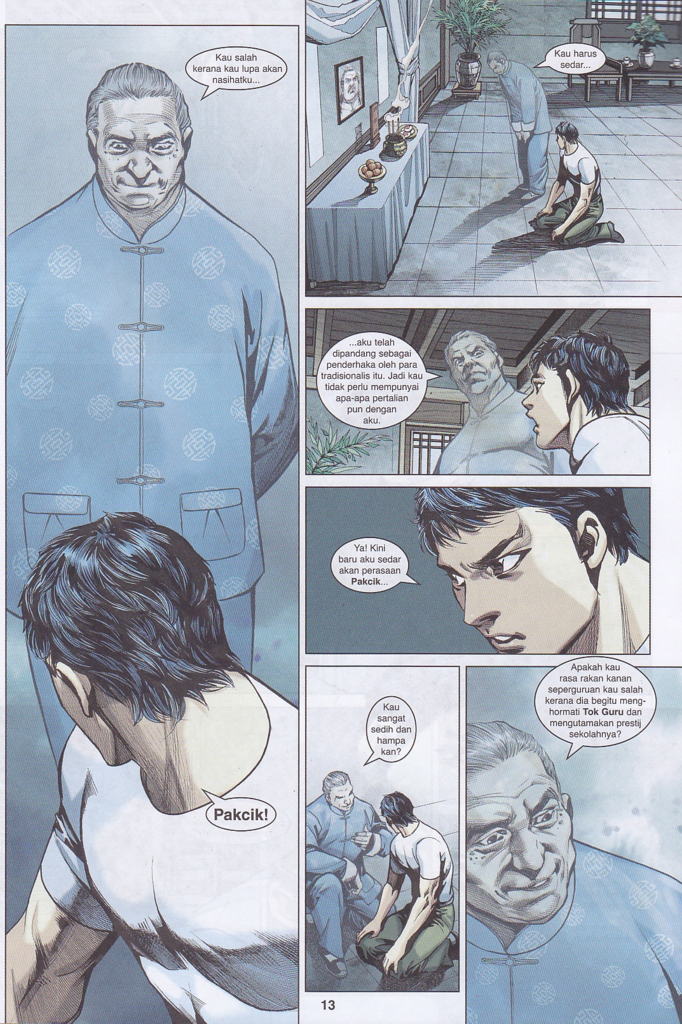 Kau salah
kerana kau lupa akan
nasihatku...
Pakcik!
Kau harus
sedar...
...aku telah
dipandang sebagai
penderhaka oleh para
tradisionalis itu. Jadi kau
tidak perlu mempunyai
apa-apa pertalian
pun dengan
aku.
Ya! Kini
baru aku sedar
akan perasaan
Pakcik...
Kau
sangat
sedih dan
hampa
kan?
Apakah kau
rasa rakan kanan
seperguruan kau salah
kerana dia begitu meng-
hormati Tok Guru dan
mengutamakan prestij
sekolahnya?
13